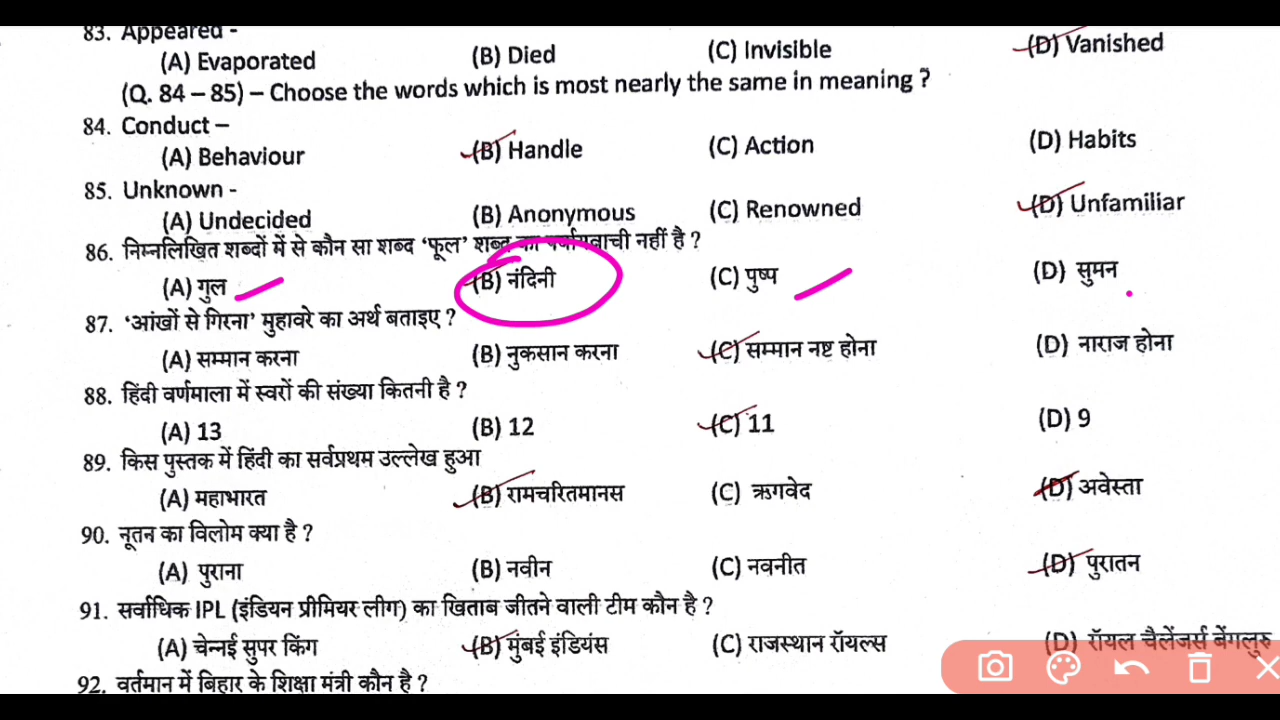 83. Appeared -
(A) Evaporated (B) Died (C) Invisible (D) Vanished
(Q. 84 – 85) – Choose the words which is most nearly the same in meaning ?
84. Conduct –
(A) Behaviour (B) Handle (C) Action (D) Habits
85. Unknown -
(A) Undecided (B) Anonymous (C) Renowned (D) Unfamiliar
86. निम्नलिखित शब्दों में से कौन सा शब्द 'फूल' शब्द का पर्यायवाची नहीं है ?
(A) गुल (B) नंदिनी (C) पुष्प (D) सुमन
87. 'आंखों से गिरना' मुहावरे का अर्थ बताइए ?
(A) सम्मान करना (B) नुकसान करना (C) सम्मान नष्ट होना (D) नाराज होना
88. हिंदी वर्णमाला में स्वरों की संख्या कितनी है ?
(A) 13 (B) 12 (C) 11 (D) 9
89. किस पुस्तक में हिंदी का सर्वप्रथम उल्लेख हुआ
(A) महाभारत (B) रामचरितमानस (C) ऋगवेद (D) अवेस्ता
90. नूतन का विलोम क्या है ?
(A) पुराना (B) नवीन (C) नवनीत (D) पुरातन
91. सर्वाधिक IPL (इंडियन प्रीमियर लीग) का खिताब जीतने वाली टीम कौन है ?
(A) चेन्नई सुपर किंग (B) मुंबई इंडियंस (C) राजस्थान रॉयल्स (D) रॉयल चैलेंजर्स बेंगलुरु
92. वर्तमान में बिहार के शिक्षा मंत्री कौन है ?